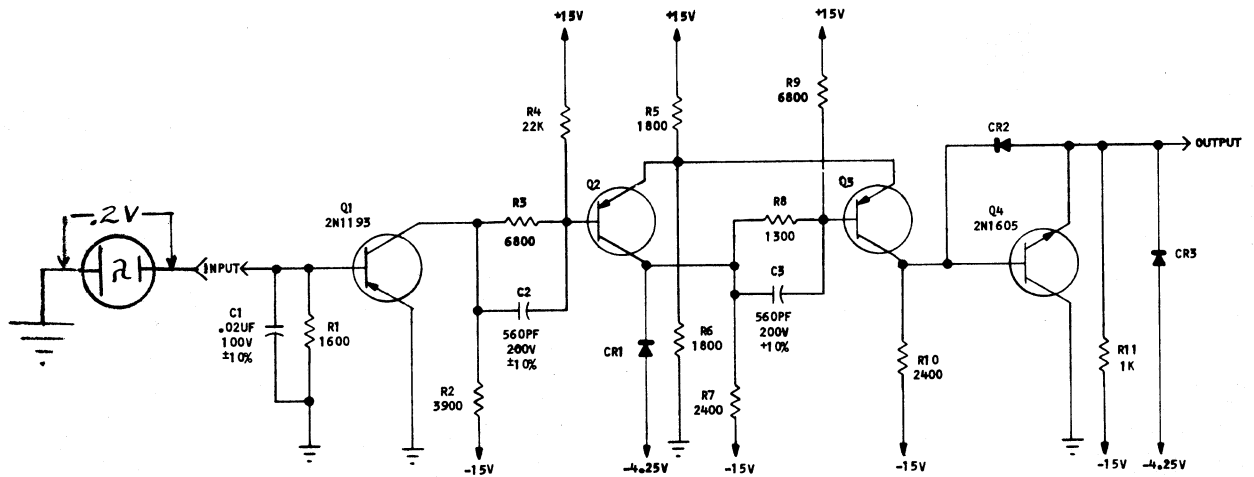 +15V
+15V
+15V
R4
22K
R5
1800
R9
6800
CR2
OUTPUT
.2V
Q1
2N1193
R3
6800
Q2
R8
1300
Q3
Q4
2N1605
INPUT
CR3
C1
.02UF
100V
±10%
R1
1600
C2
560PF
200V
±10%
C3
560PF
200V
+10%
R2
3900
CR1
R6
1800
R7
2400
R10
2400
R11
1K
-15V
-4.25V
-15V
-15V
-15V
-4.25V